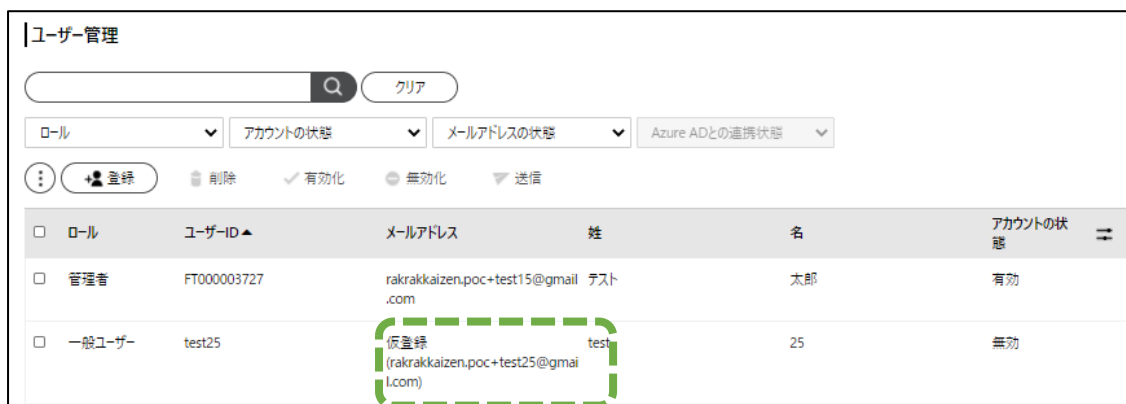 ユーザー管理
クリア
ロール アカウントの状態 メールアドレスの状態 Azure ADとの連携状態
登録 削除 有効化 無効化 送信
ロール ユーザーID▲ メールアドレス 姓 名 アカウントの状
態
管理者 FT000003727 rakrakkaizen.poc+test15@gmail テスト 太郎 有効
.com
一般ユーザー test25 仮登録 test 25 無効
(rakrakkaizen.poc+test25@gmai
l.com)